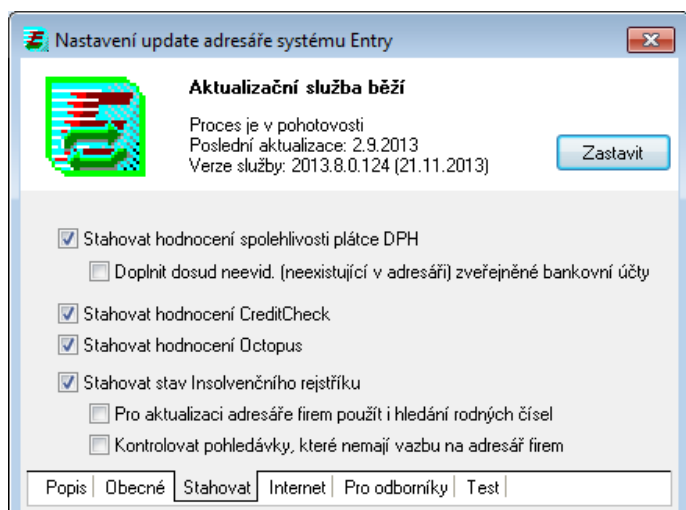 Nastavení update adresáře systému Entry
Aktualizační služba běží
Proces je v pohotovosti
Poslední aktualizace: 2.9.2013
Verze služby: 2013.8.0.124 (21.11.2013)
Zastavit
Stahovat hodnocení spolehlivosti plátce DPH
Doplnit dosud neevid. (neexistující v adresáři) zveřejněné bankovní účty
Stahovat hodnocení CreditCheck
Stahovat hodnocení Octopus
Stahovat stav Insolvenčního rejstříku
Pro aktualizaci adresáře firem použít i hledání rodných čísel
Kontrolovat pohledávky, které nemají vazbu na adresář firem
Popis Obecné Stahovat Internet Pro odborníky Test